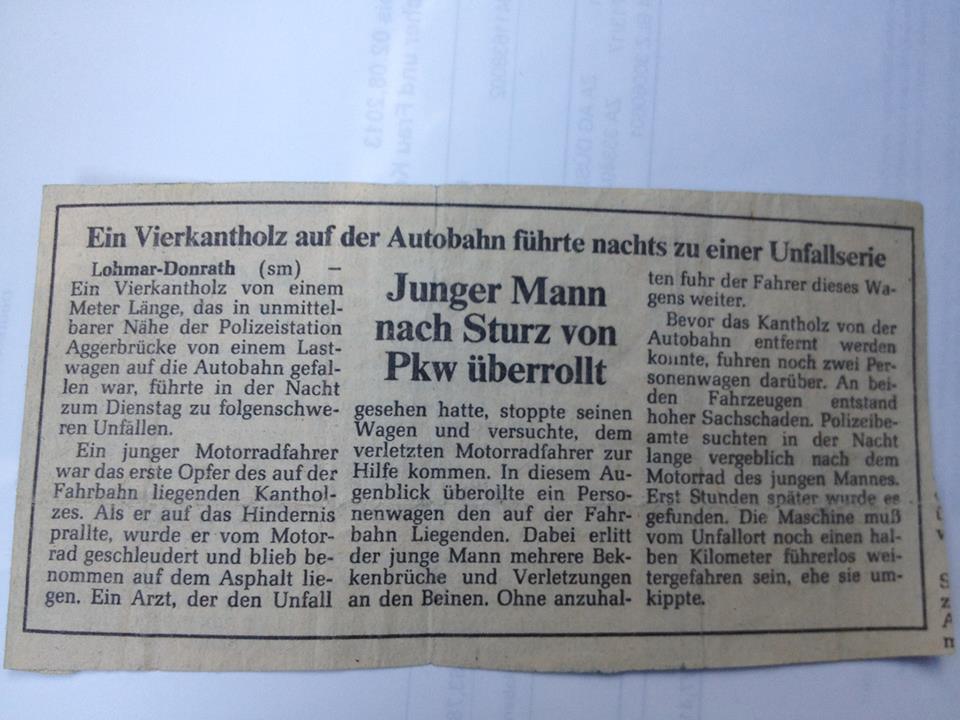 Ein Vierkantholz auf der Autobahn führte nachts zu einer Unfallserie
Junger Mann
nach Sturz von
Pkw überrollt
Lohmar-Donrath (sm) –
Ein Vierkantholz von einem
Meter Länge, das in unmittel-
barer Nähe der Polizeistation
Aggerbrücke von einem Last-
wagen auf die Autobahn gefal-
len war, führte in der Nacht
zum Dienstag zu folgenschwe-
ren Unfällen.
Ein junger Motorradfahrer
war das erste Opfer des auf der
Fahrbahn liegenden Kanthol-
zes. Als er auf das Hindernis
prallte, wurde er vom Motor-
rad geschleudert und blieb be-
nommen auf dem Asphalt lie-
gen. Ein Arzt, der den Unfall
gesehen hatte, stoppte seinen
Wagen und versuchte, dem
verletzten Motorradfahrer zur
Hilfe kommen. In diesem Au-
genblick überollte ein Perso-
nenwagen den auf der Fahr-
bahn Liegenden. Dabei erlitt
der junge Mann mehrere Bek-
kenbrüche und Verletzungen
an den Beinen. Ohne anzuhal-
ten fuhr der Fahrer dieses Wa-
gens weiter.
Bevor das Kantholz von der
Autobahn entfernt werden
konnte, fuhren noch zwei Per-
sonenwagen darüber. An bei-
den Fahrzeugen entstand
hoher Sachschaden. Polizeibe-
amte suchten in der Nacht
lange vergeblich nach dem
Motorrad des jungen Mannes.
Erst Stunden später wurde es
gefunden. Die Maschine muß
vom Unfallort noch einen hal-
ben Kilometer führerlos wei-
tergefahren sein, ehe sie um-
kippte.